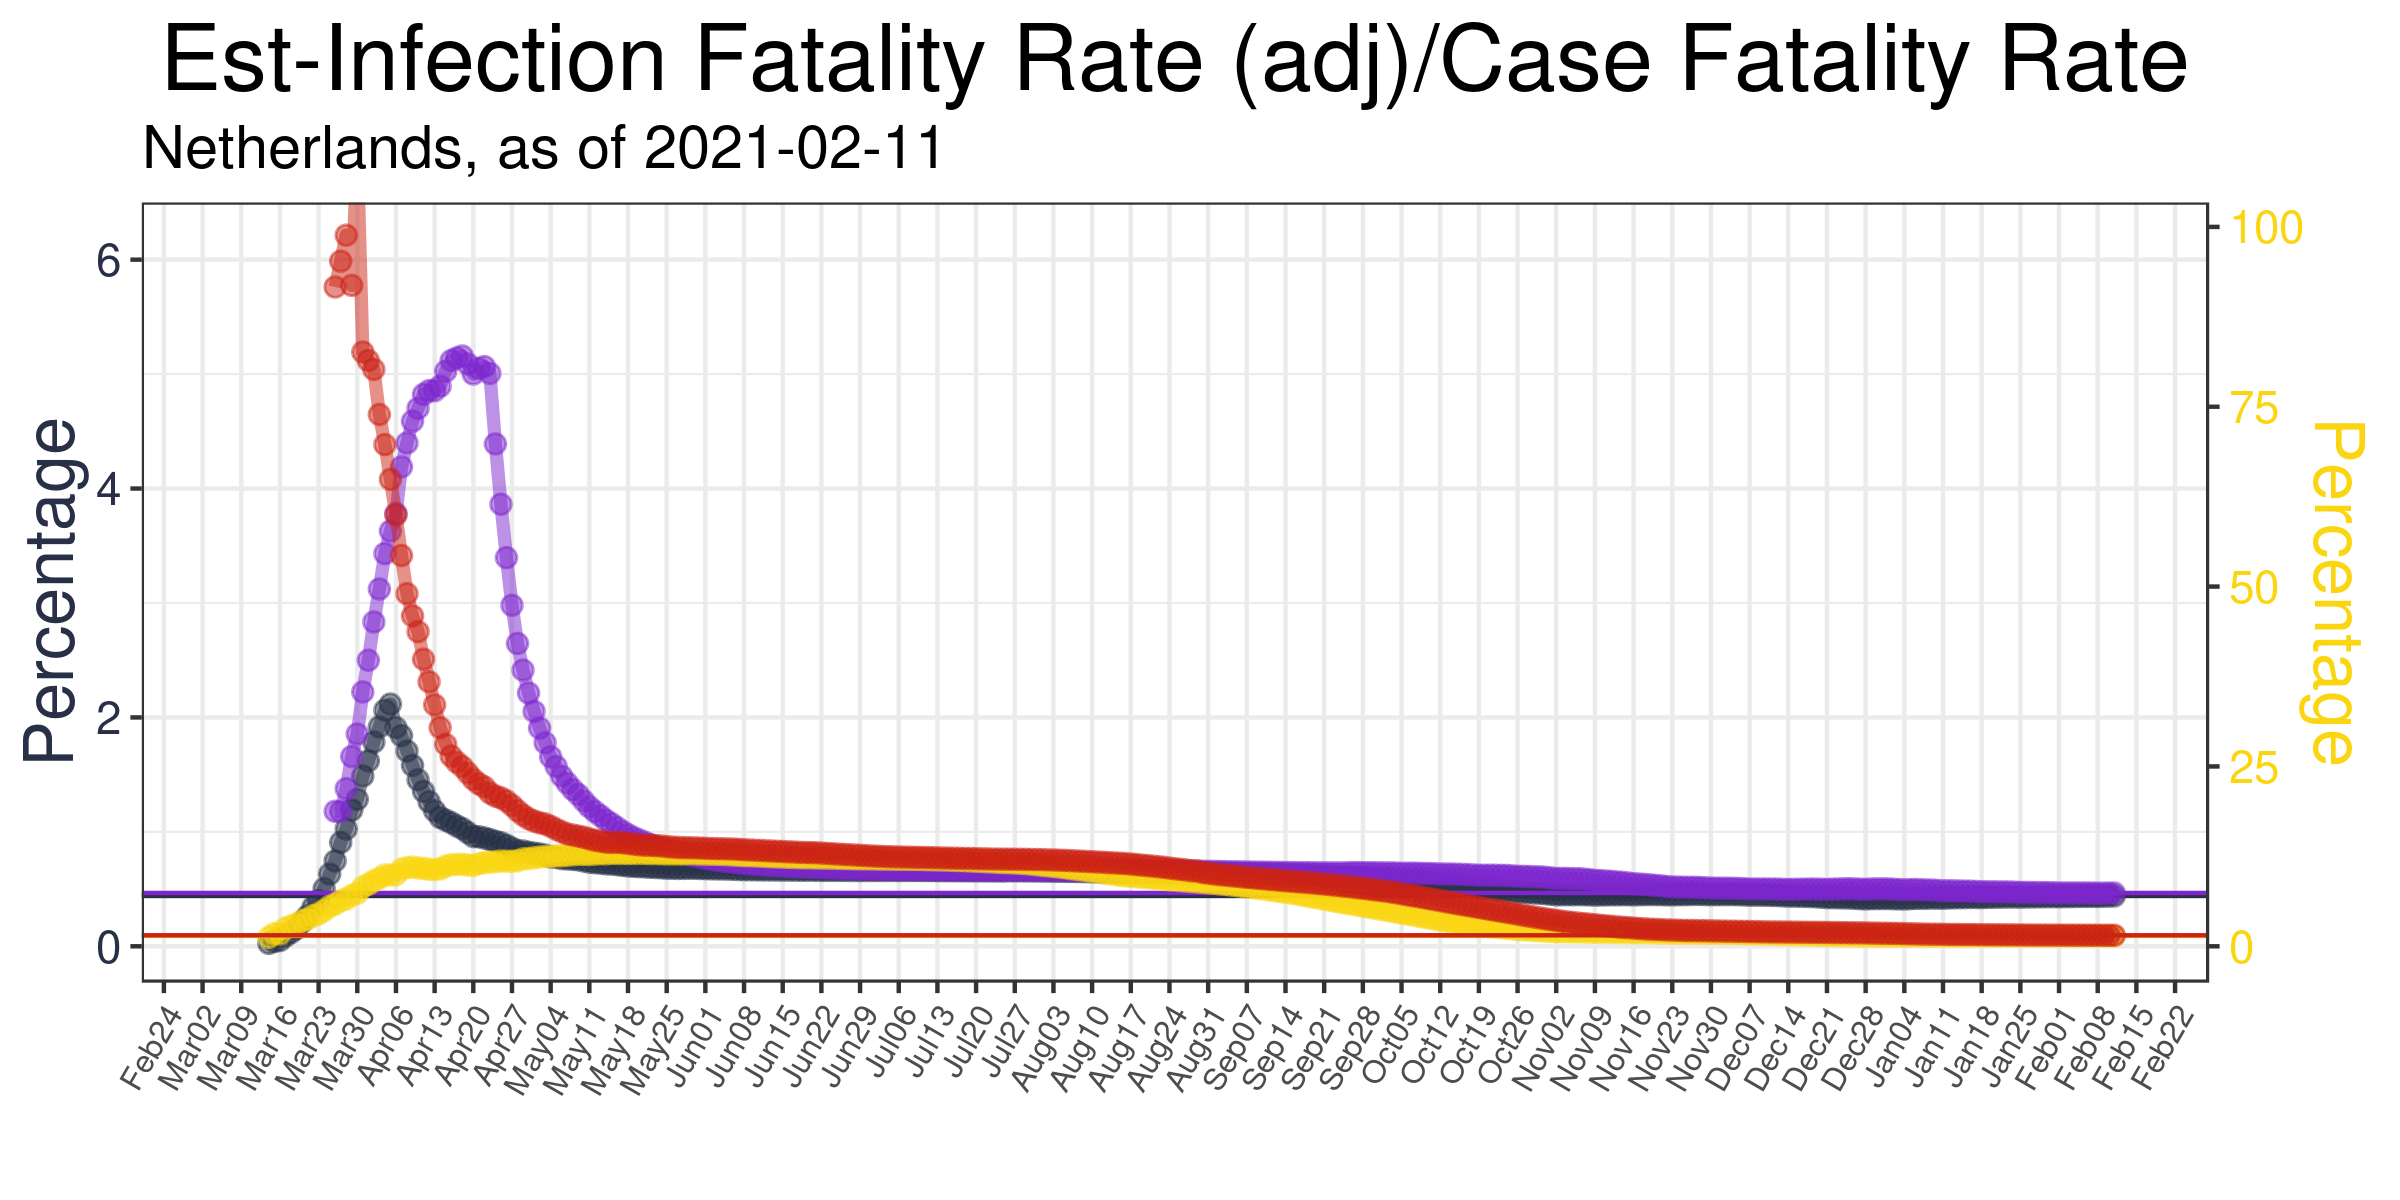 Est-Infection Fatality Rate (adj)/Case Fatality Rate
Netherlands, as of 2021-02-11
Percentage
6
4
2
0
100
75
50
25
0
Percentage
Feb24
Mar02
Mar09
Mar16
Mar23
Mar30
Apr06
Apr13
Apr20
Apr27
May04
May11
May18
May25
Jun01
Jun08
Jun15
Jun22
Jun29
Jul06
Jul13
Jul20
Jul27
Aug03
Aug10
Aug17
Aug24
Aug31
Sep07
Sep14
Sep21
Sep28
Oct05
Oct12
Oct19
Oct26
Nov02
Nov09
Nov16
Nov23
Nov30
Dec07
Dec14
Dec21
Dec28
Jan04
Jan11
Jan18
Jan25
Feb01
Feb08
Feb15
Feb22